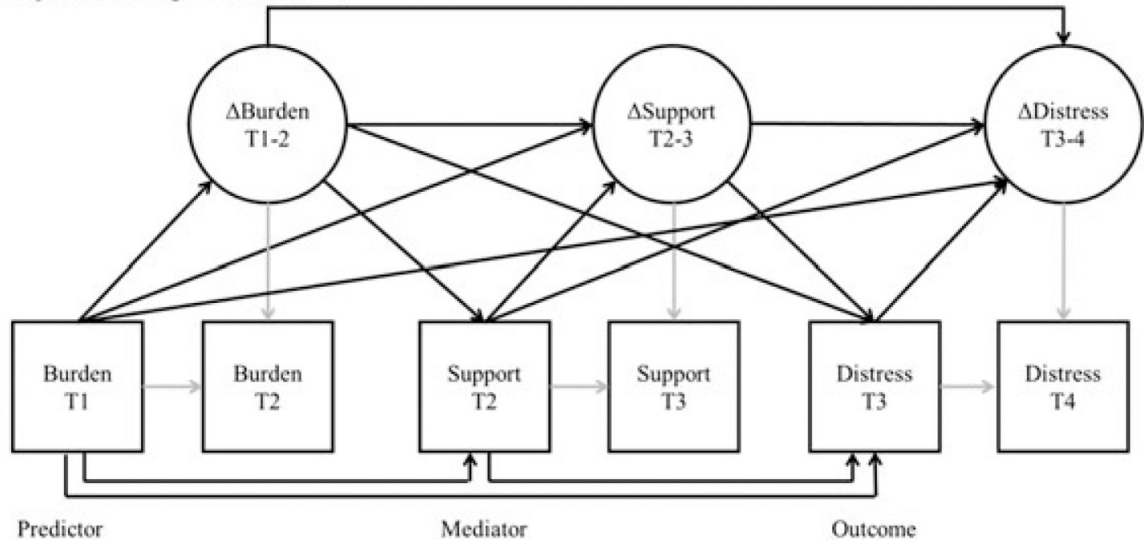 ΔBurden
T1-2
ΔSupport
T2-3
ΔDistress
T3-4
Burden
T1
Burden
T2
Support
T2
Support
T3
Distress
T3
Distress
T4
Predictor
Mediator
Outcome